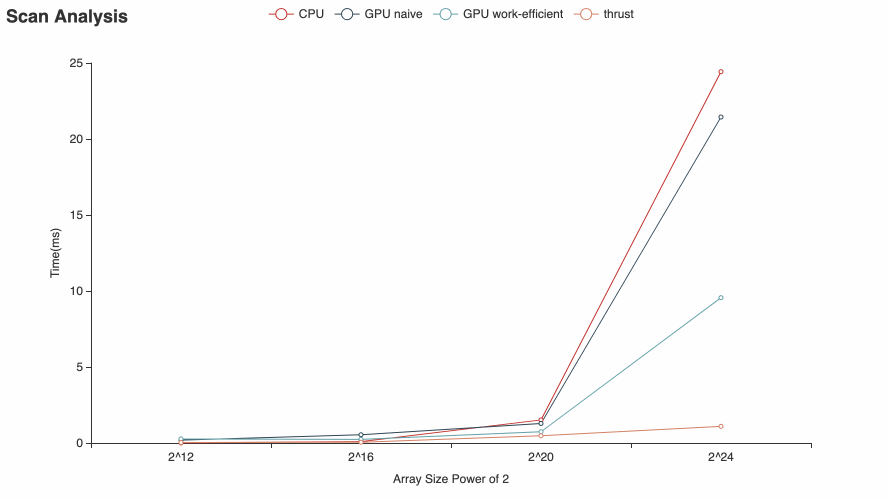 Scan Analysis
CPU GPU naive GPU work-efficient thrust
25
20
15
10
5
0
Time(ms)
2^12 2^16 2^20 2^24
Array Size Power of 2